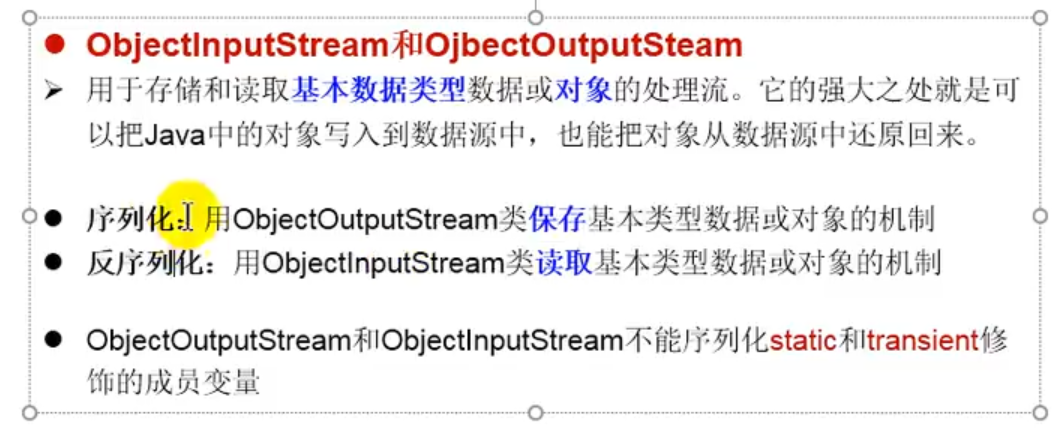 ObjectInputStream和OjbectOutputSteam
用于存储和读取基本数据类型数据或对象的处理流。它的强大之处就是可
以把Java中的对象写入到数据源中，也能把对象从数据源中还原回来。
序列化：用ObjectOutputStream类保存基本类型数据或对象的机制
反序列化：用ObjectInputStream类读取基本类型数据或对象的机制
ObjectOutputStream和ObjectInputStream不能序列化static和transient修
饰的成员变量